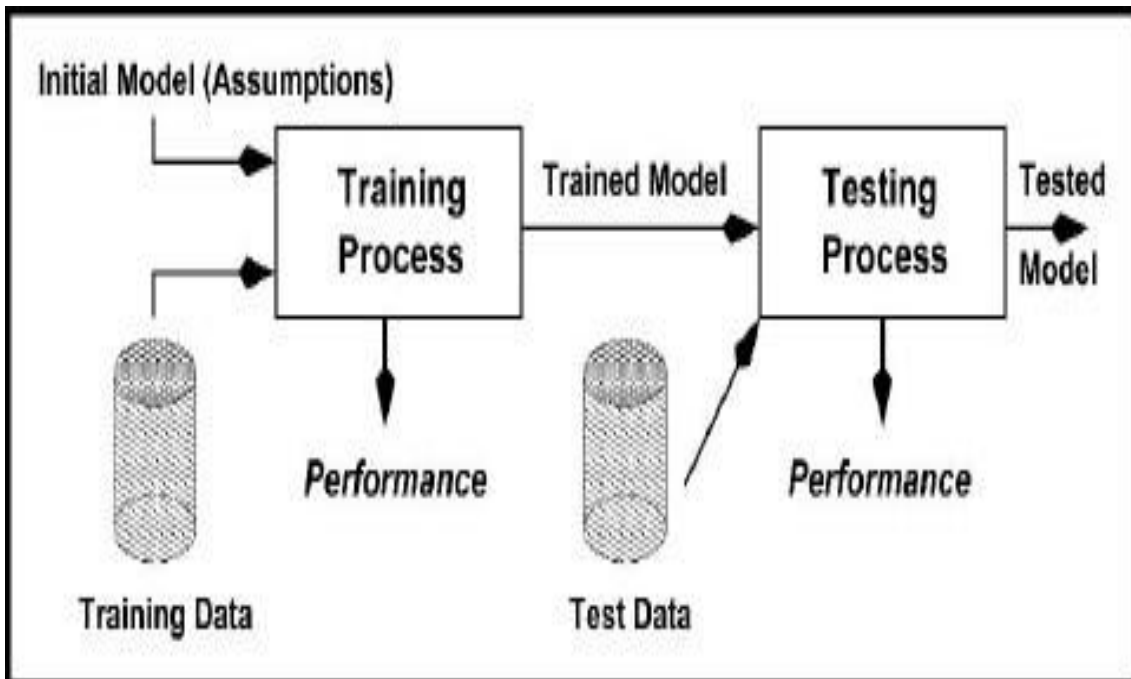 Initial Model (Assumptions)
Training
Process
Trained Model
Testing
Process
Tested
Model
Performance
Performance
Training Data
Test Data